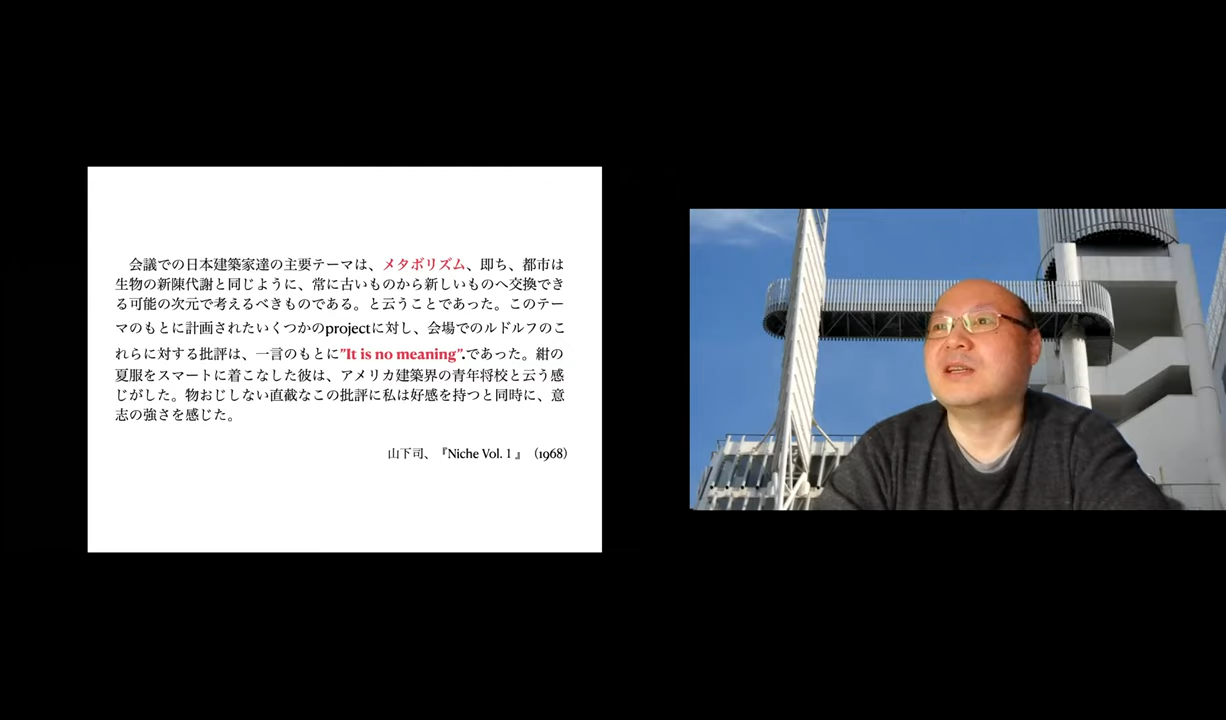 会議での日本建築家達の主要テーマは、メタボリズム、即ち、都市は
生物の新陳代謝と同じように、常に古いものから新しいものへ交換でき
る可能の次元で考えるべきものである。と云うことであった。このテー
マのもとに計画されたいくつかのprojectに対し、会場でのルドルフのこ
れらに対する批評は、一言のもとに"It is no meaning".であった。紺の
夏服をスマートに着こなした彼は、アメリカ建築界の青年将校と云う感
じがした。物おじしない直截なこの批評に私は好感を持つと同時に、意
志の強さを感じた。
山下司、『Niche Vol. 1 』（1968）